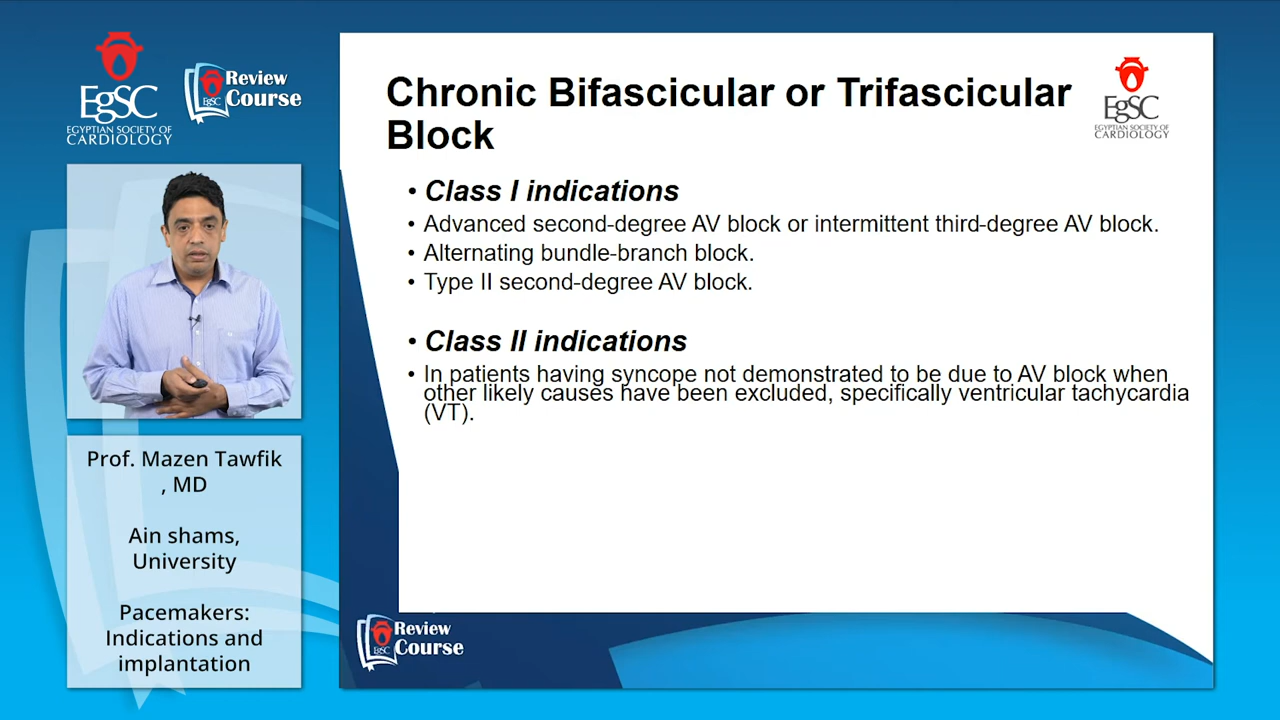 EgSC
EGYPTIAN SOCIETY OF
CARDIOLOGY
EgSC
Review
Course
Prof. Mazen Tawfik
, MD
Ain shams,
University
Pacemakers:
Indications and
implantation
Chronic Bifascicular or Trifascicular
Block
EgSC
EGYPTIAN SOCIETY OF
CARDIOLOGY
• Class I indications
• Advanced second-degree AV block or intermittent third-degree AV block.
• Alternating bundle-branch block.
• Type II second-degree AV block.
• Class II indications
• In patients having syncope not demonstrated to be due to AV block when
other likely causes have been excluded, specifically ventricular tachycardia
(VT).
EgSC
Review
Course